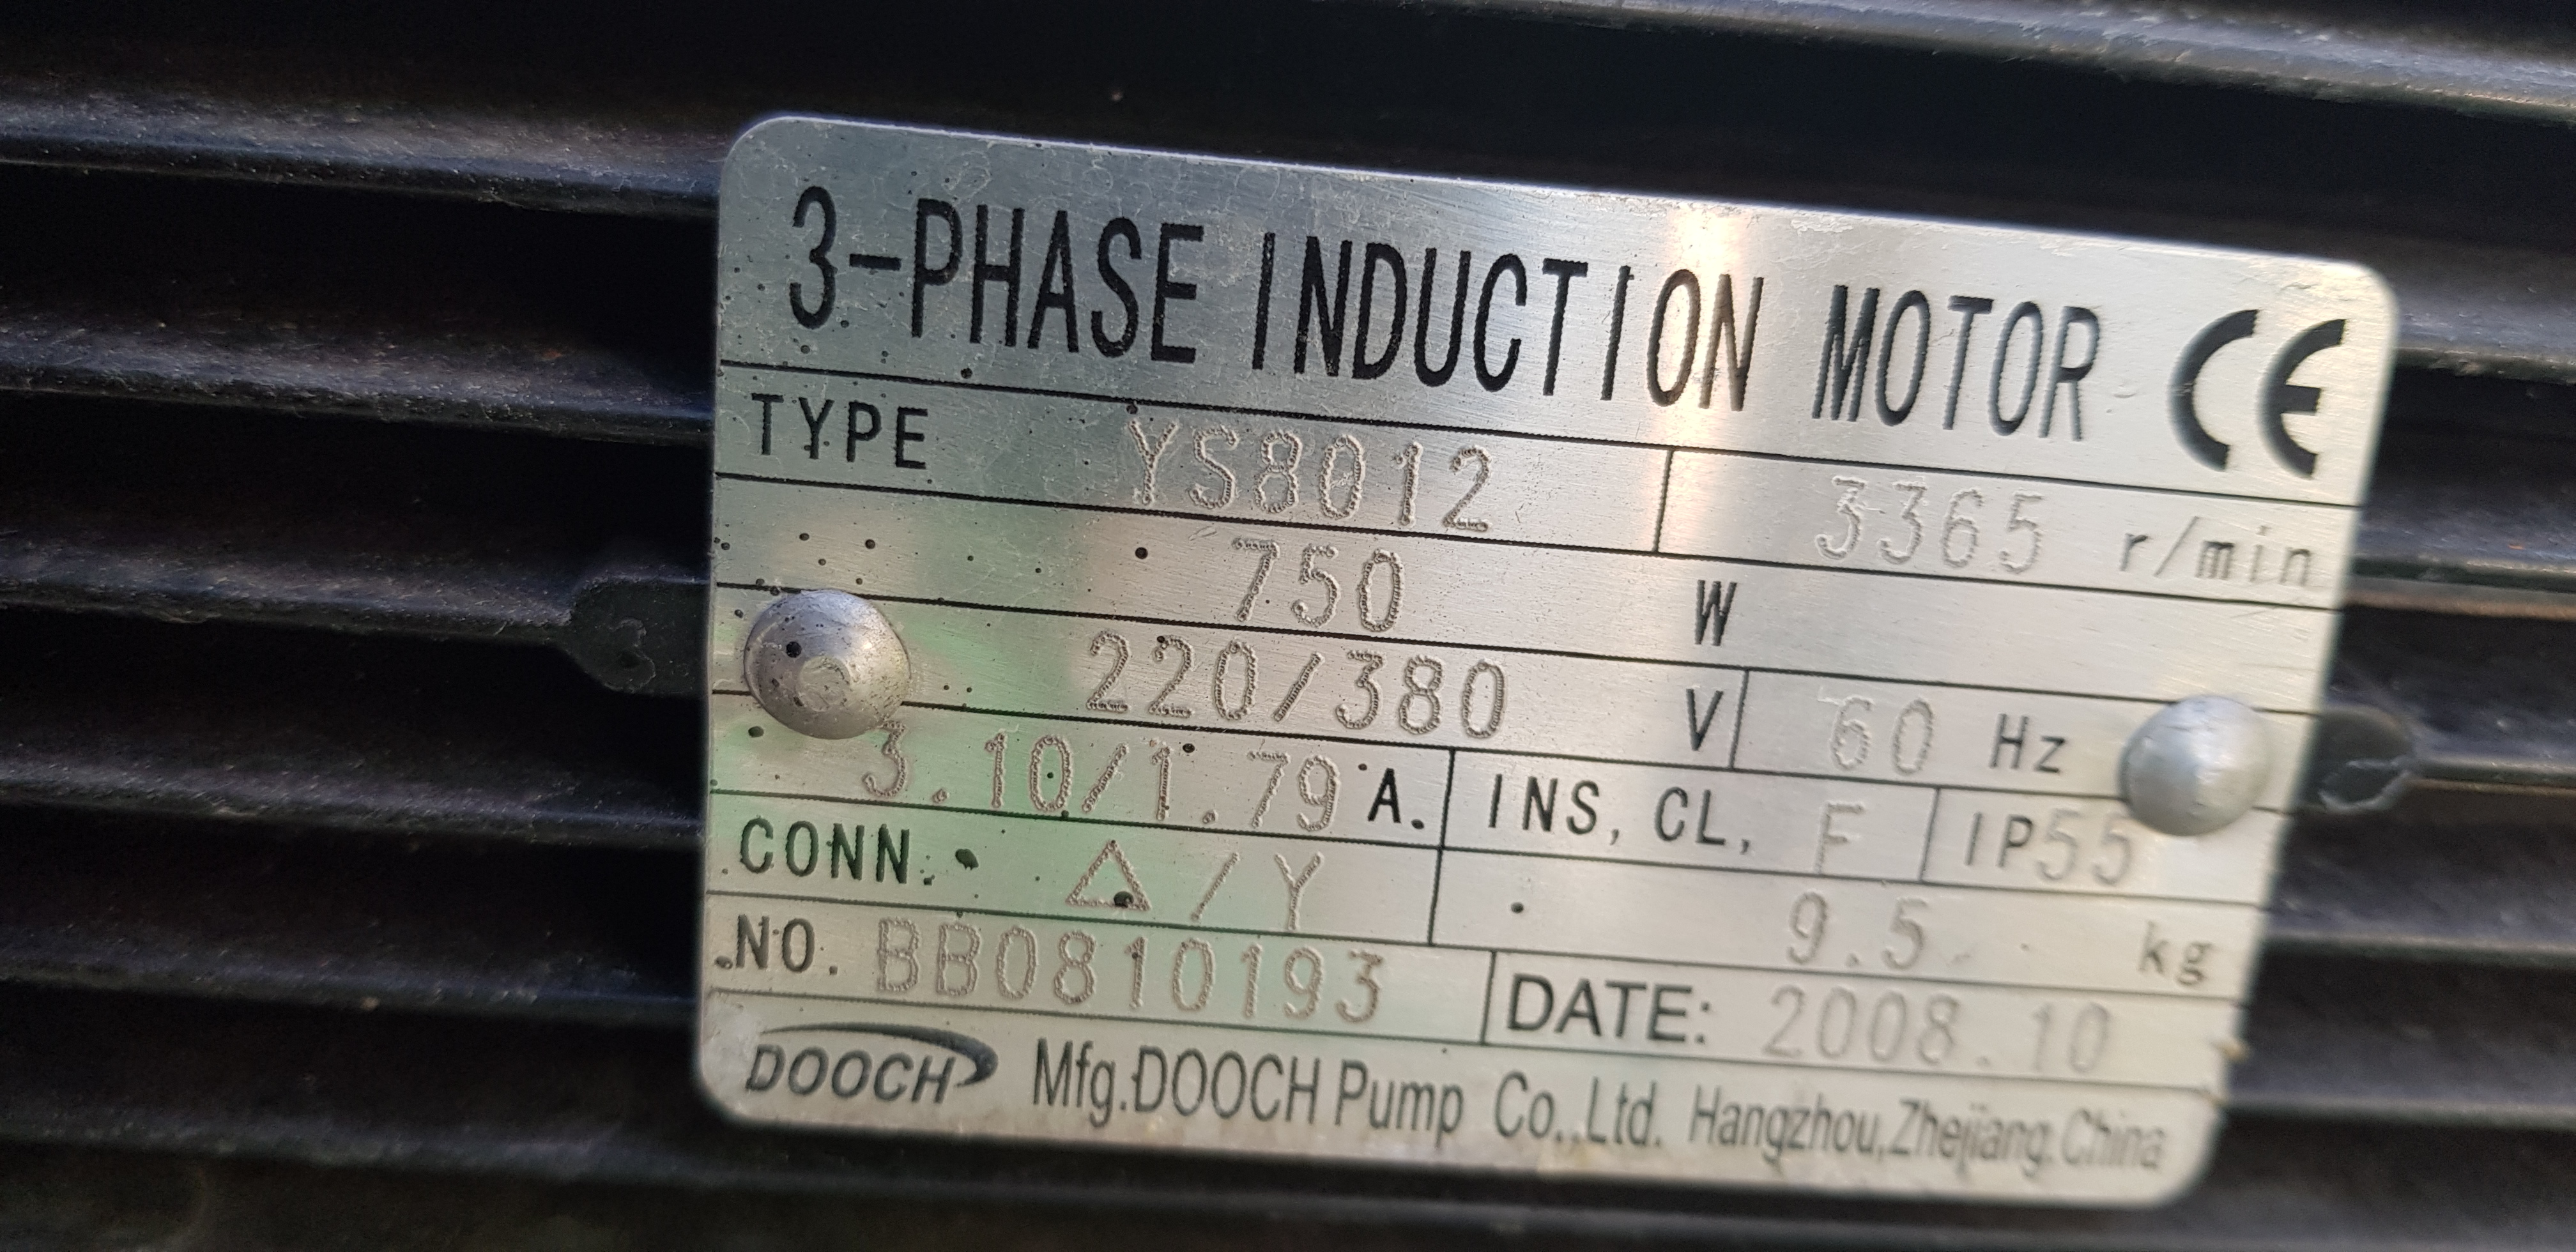 3-PHASE INDUCTION MOTOR CE
TYPE YS8012 3365 r/min
750 W
220/380 V 60 Hz
3.10/1.79 A. INS, CL, F IP55
CONN. △/Y 9.5 kg
NO. BB0810193 DATE: 2008.10
DOOCH Mfg.DOOCH Pump Co.,Ltd. Hangzhou,Zhejiang.China